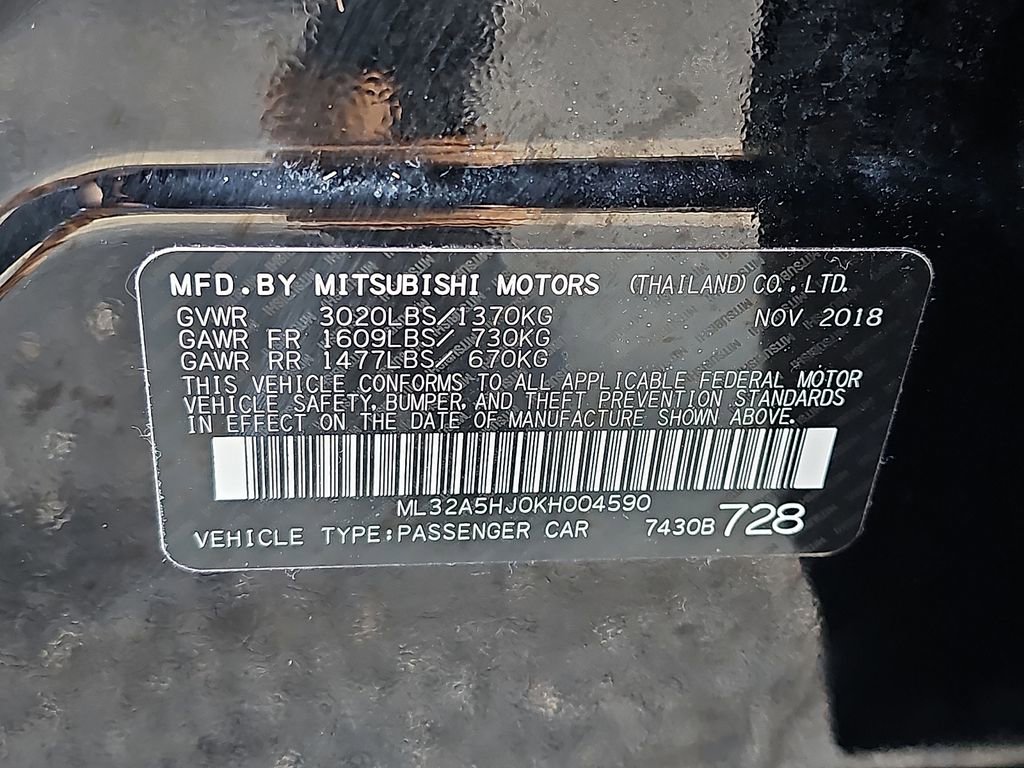 MFD.BY MITSUBISHI MOTORS (THAILAND) CO.,LTD.
GVWR 3020LBS/1370KG NOV 2018
GAWR FR 1609LBS/ 730KG
GAWR RR 1477LBS/ 670KG
THIS VEHICLE CONFORMS TO ALL APPLICABLE FEDERAL MOTOR
VEHICLE SAFETY, BUMPER, AND THEFT PREVENTION STANDARDS
IN EFFECT ON THE DATE OF MANUFACTURE SHOWN ABOVE.
ML32A5HJ0KH004590
VEHICLE TYPE:PASSENGER CAR 7430B 728